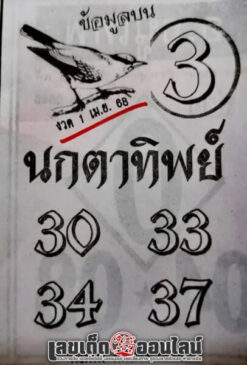 ข้อมูลบน
3
งวด 1 เม.ย. 68
นกตาทิพย์
30 33
34 37
เลขเด็ดออนไลน์